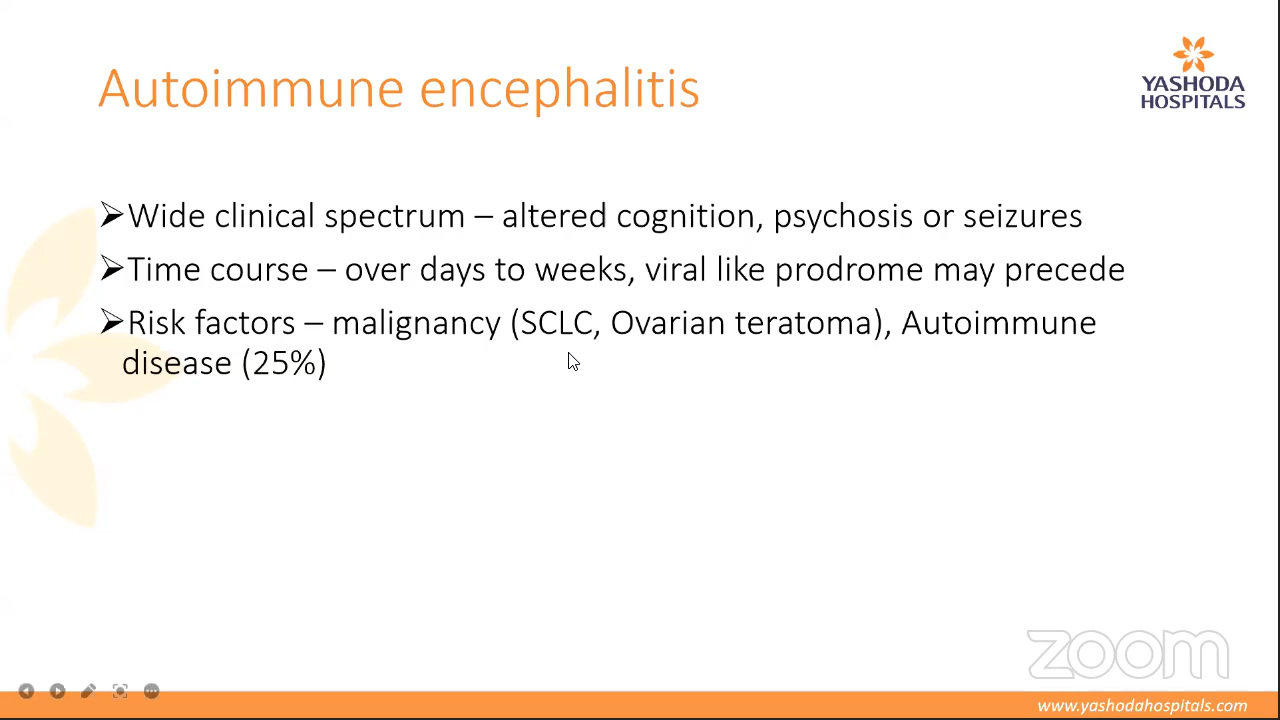 Autoimmune encephalitis
YASHODA
HOSPITALS
➢Wide clinical spectrum – altered cognition, psychosis or seizures
➢Time course – over days to weeks, viral like prodrome may precede
➢Risk factors – malignancy (SCLC, Ovarian teratoma), Autoimmune
disease (25%)
zoom
www.yashodahospitals.com